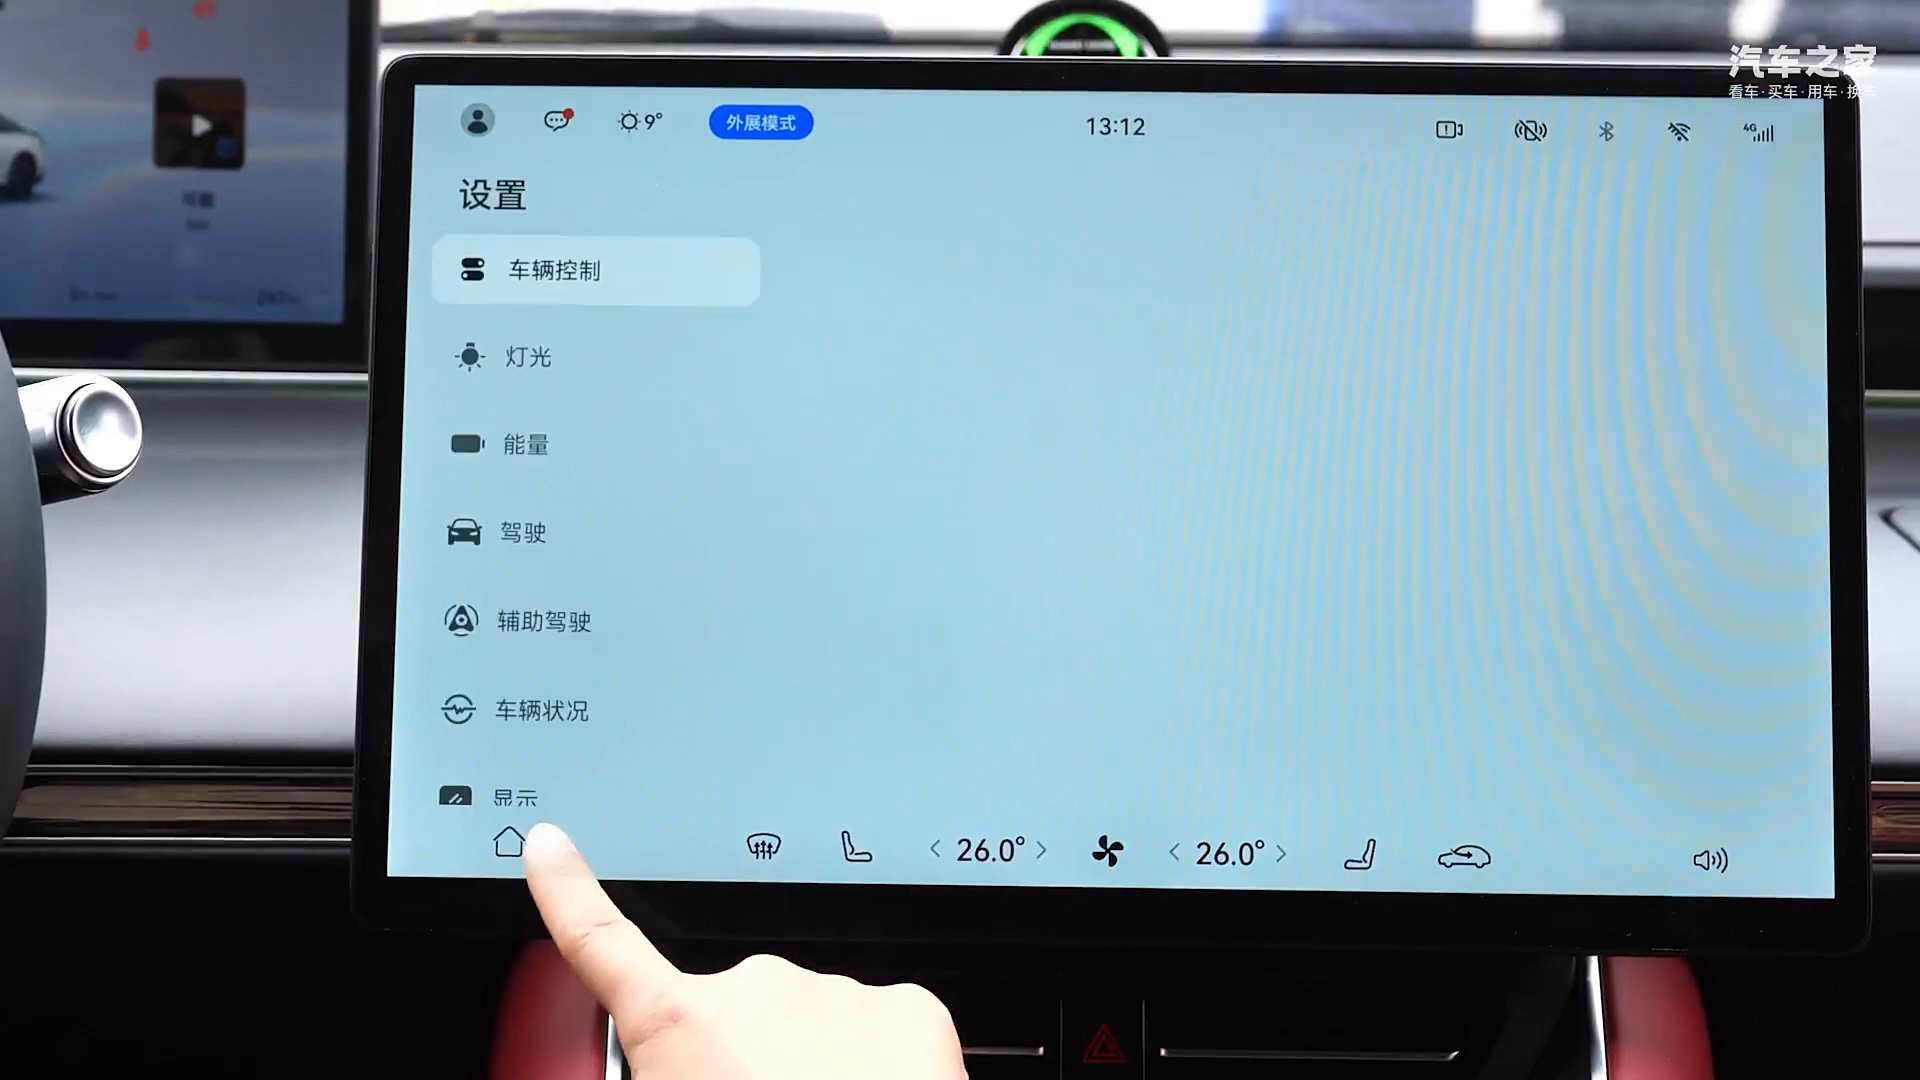 汽车之家
看车·买车·用车·换车
9°
外展模式
13:12
4G
设置
车辆控制
灯光
能量
驾驶
辅助驾驶
车辆状况
显示
26.0°
26.0°